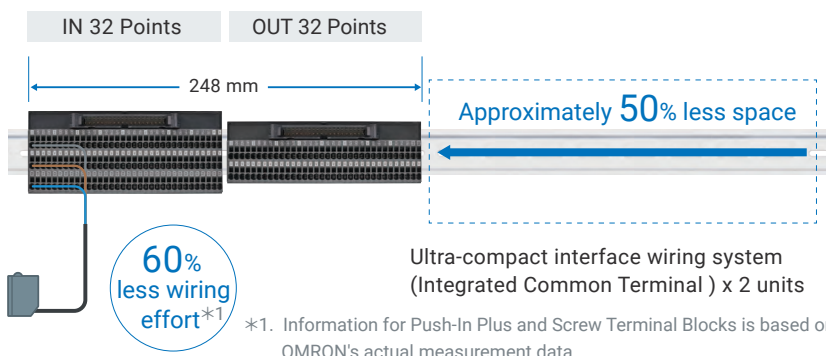 IN 32 Points
OUT 32 Points
248 mm
Approximately 50% less space
60%
less wiring
effort*1
Ultra-compact interface wiring system
(Integrated Common Terminal ) x 2 units
*1. Information for Push-In Plus and Screw Terminal Blocks is based on
OMRON's actual measurement data